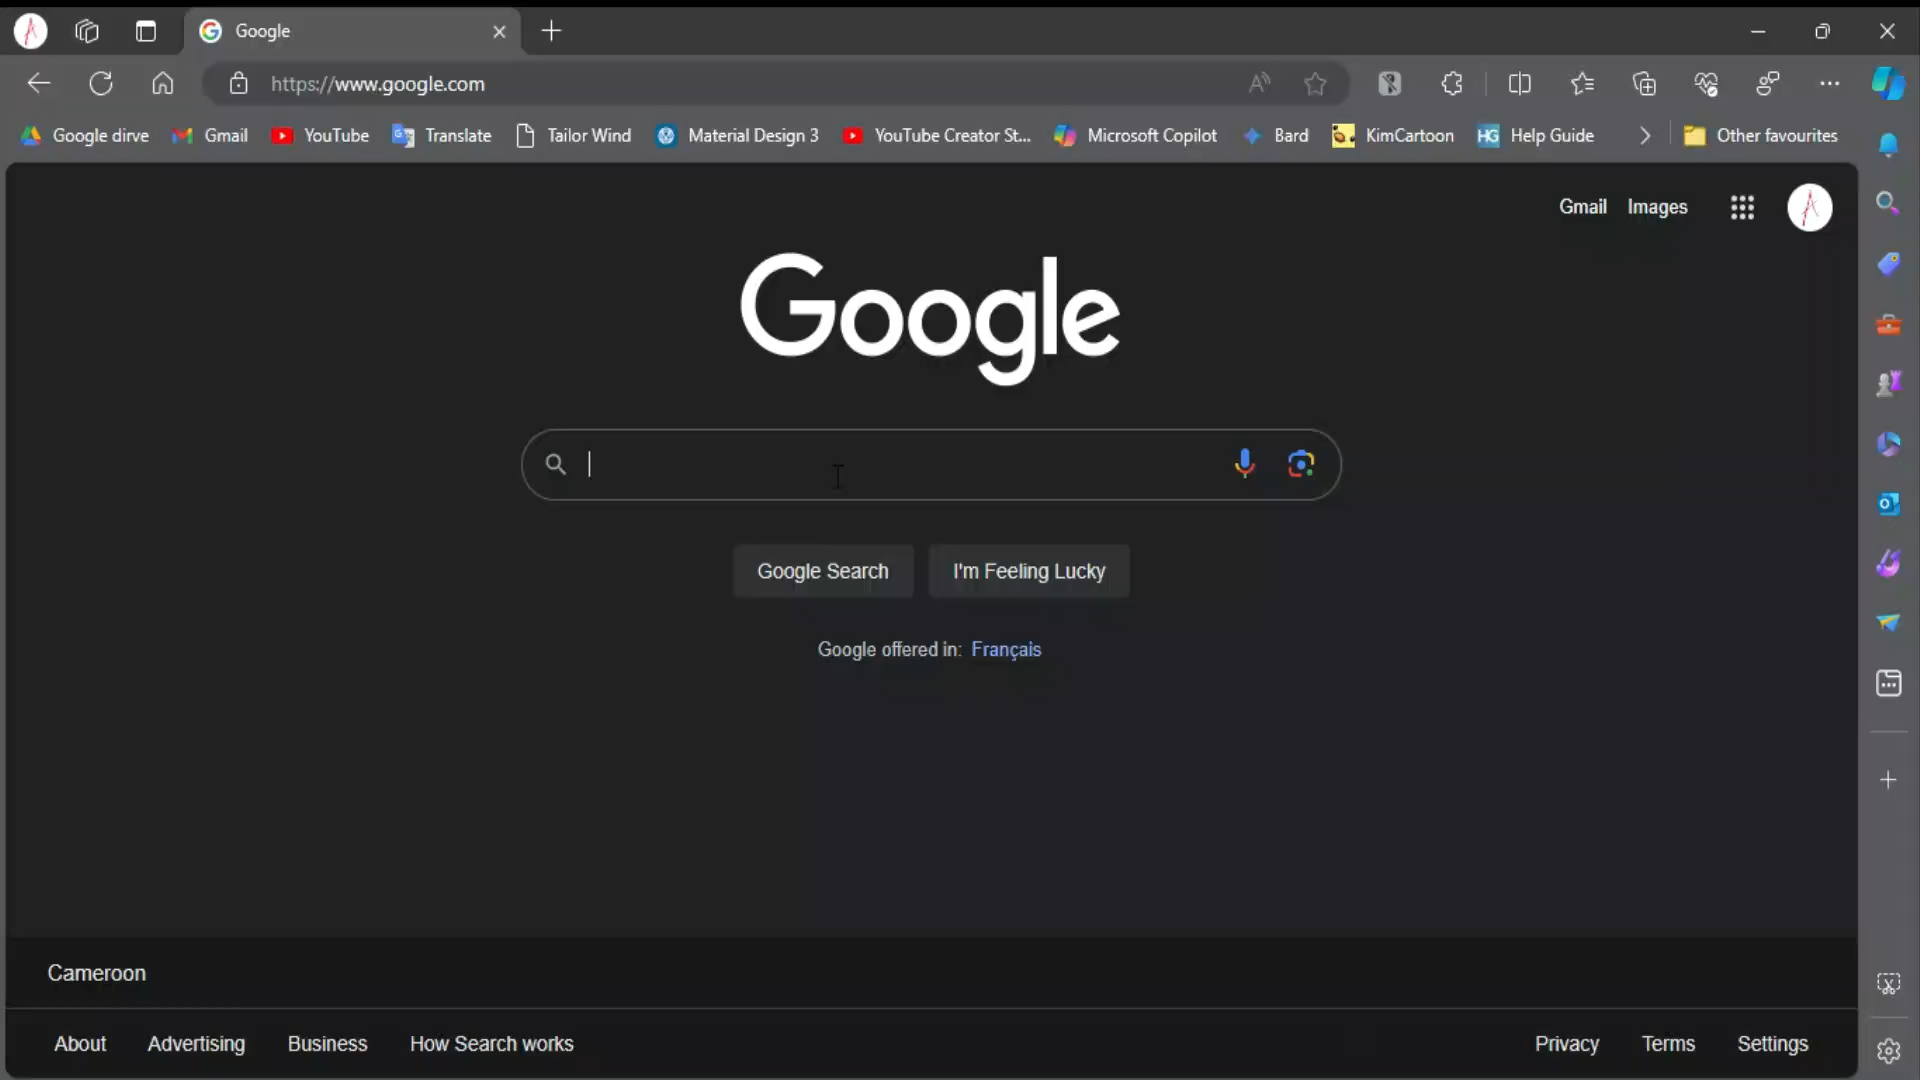 Google
https://www.google.com
Google dirve Gmail YouTube Translate Tailor Wind Material Design 3 YouTube Creator St... Microsoft Copilot Bard KimCartoon HG Help Guide Other favourites
Gmail Images
Google
Google Search I'm Feeling Lucky
Google offered in: Français
Cameroon
About Advertising Business How Search works Privacy Terms Settings